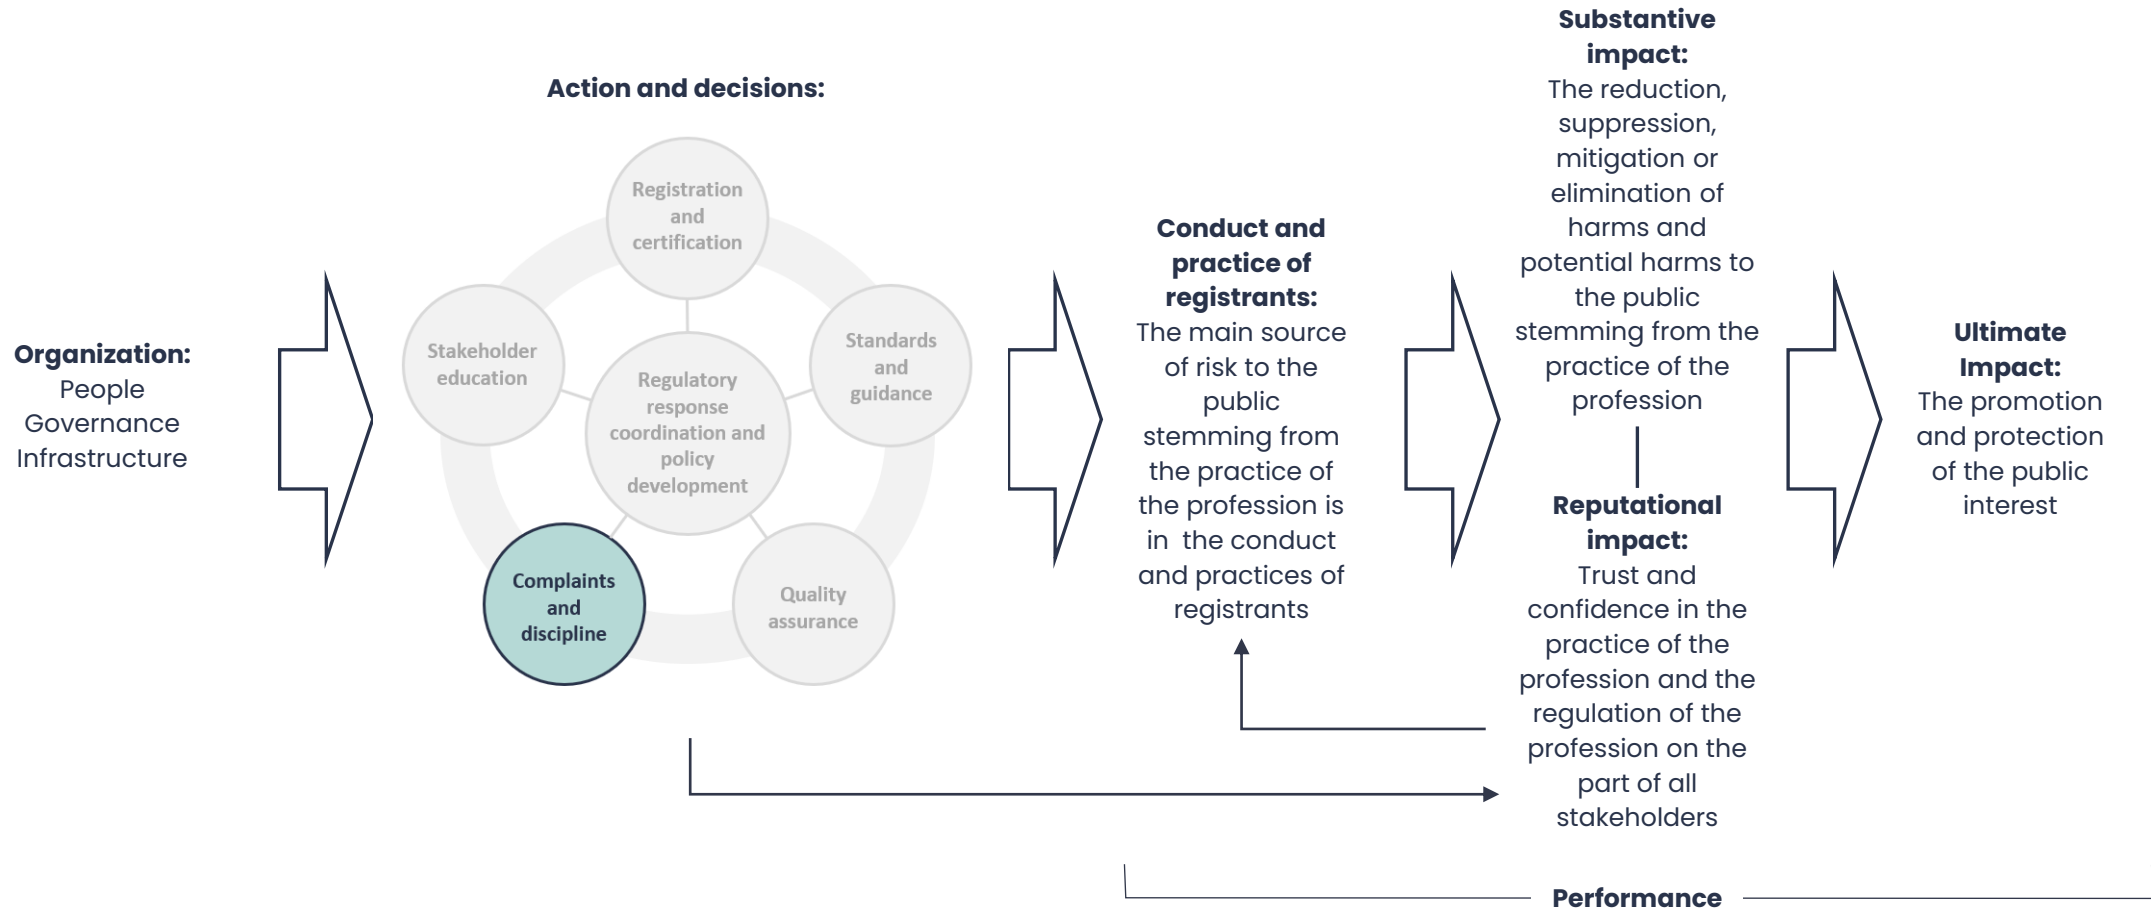 Organization:
People
Governance
Infrastructure
Action and decisions:
Registration
and
certification
Stakeholder
education
Standards
and
guidance
Regulatory
response
coordination and
policy
development
Complaints
and
discipline
Quality
assurance
Conduct and
practice of
registrants:
The main source
of risk to the
public
stemming from
the practice of
the profession is
in  the conduct
and practices of
registrants
Substantive
impact:
The reduction,
suppression,
mitigation or
elimination of
harms and
potential harms to
the public
stemming from the
practice of the
profession
Reputational
impact:
Trust and
confidence in the
practice of the
profession and the
regulation of the
profession on the
part of all
stakeholders
Ultimate
Impact:
The promotion
and protection
of the public
interest
Performance